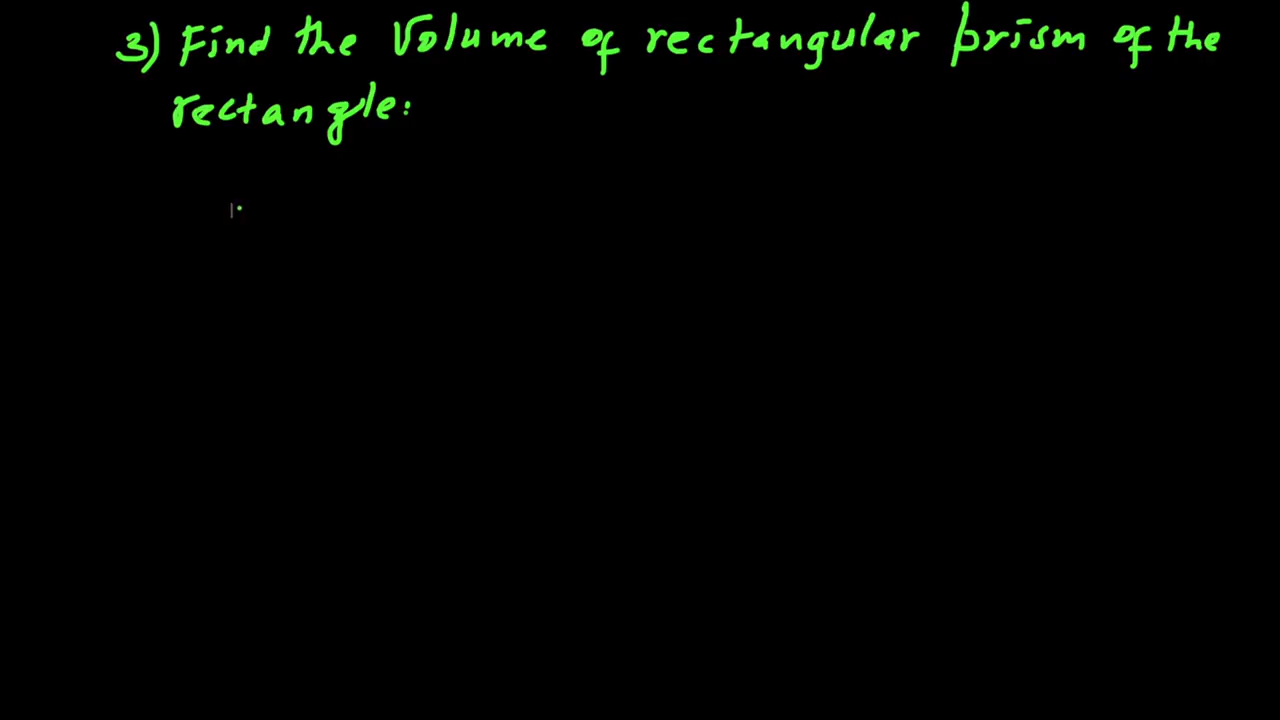 3) Find the Volume of rectangular prism of the
rectangle: